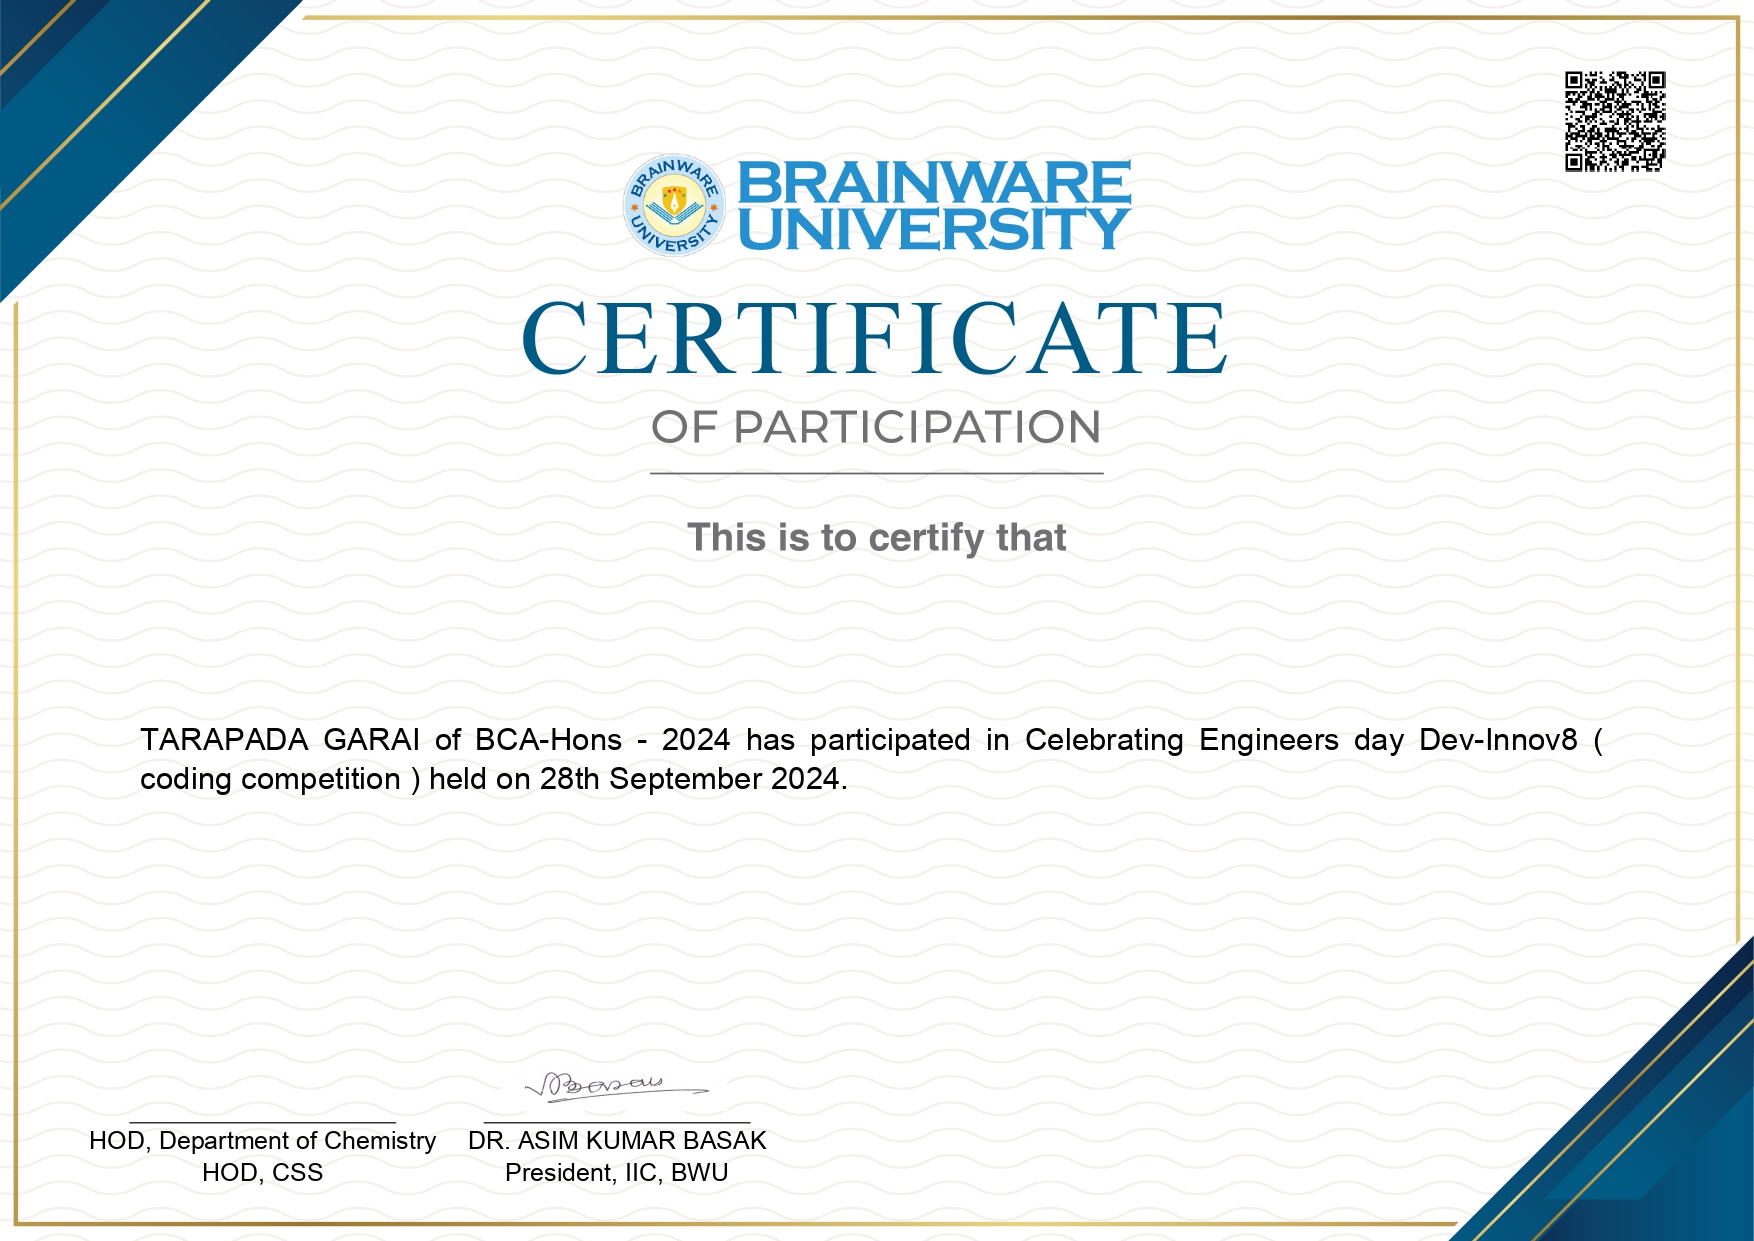 BRAINWARE UNIVERSITY
BRAINWARE
UNIVERSITY
CERTIFICATE
OF PARTICIPATION
This is to certify that
TARAPADA GARAI of BCA-Hons - 2024 has participated in Celebrating Engineers day Dev-Innov8 (
coding competition ) held on 28th September 2024.
HOD, Department of Chemistry
HOD, CSS
DR. ASIM KUMAR BASAK
President, IIC, BWU